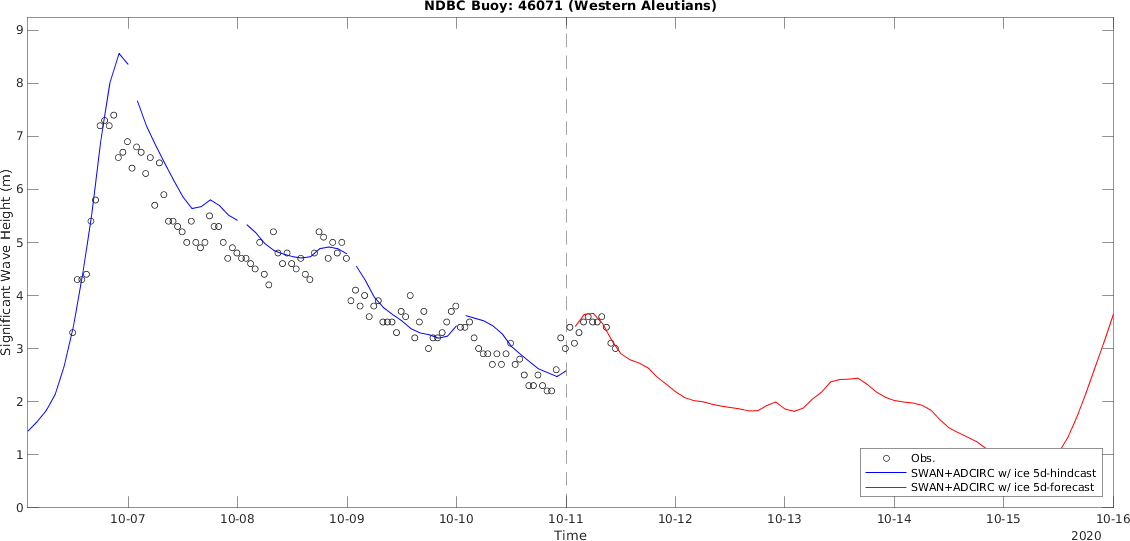 NDBC Buoy: 46071 (Western Aleutians)
Significant Wave Height (m)
9
8
7
6
5
4
3
2
1
0
Obs.
SWAN+ADCIRC w/ ice 5d-hindcast
SWAN+ADCIRC w/ ice 5d-forecast
10-07 10-08 10-09 10-10 10-11 10-12 10-13 10-14 10-15 10-16
Time
2020